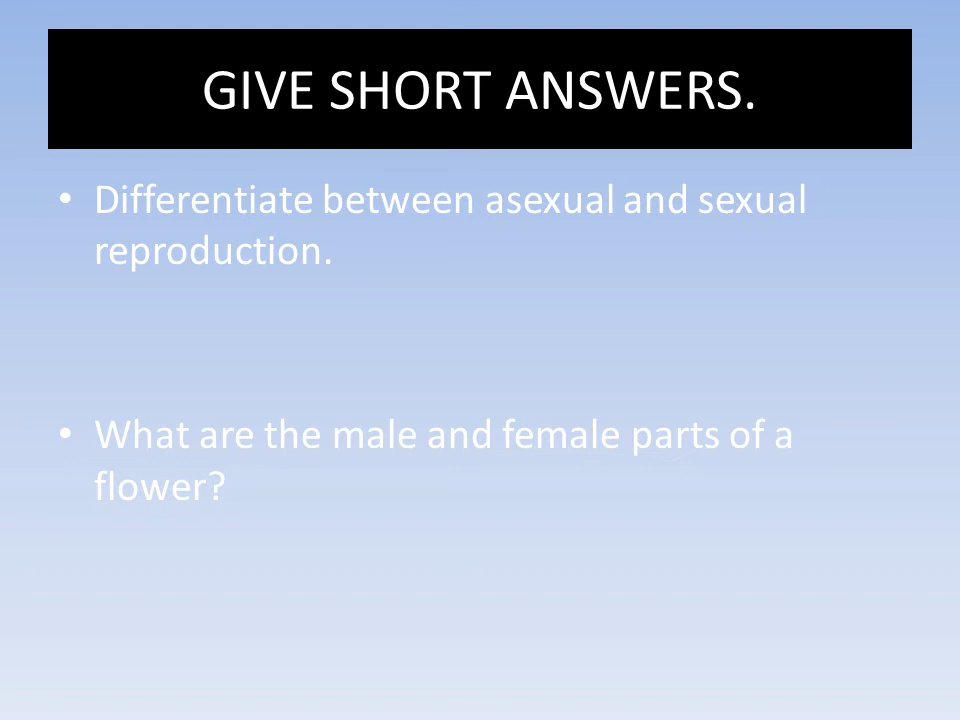 GIVE SHORT ANSWERS.
• Differentiate between asexual and sexual
reproduction.
• What are the male and female parts of a
flower?